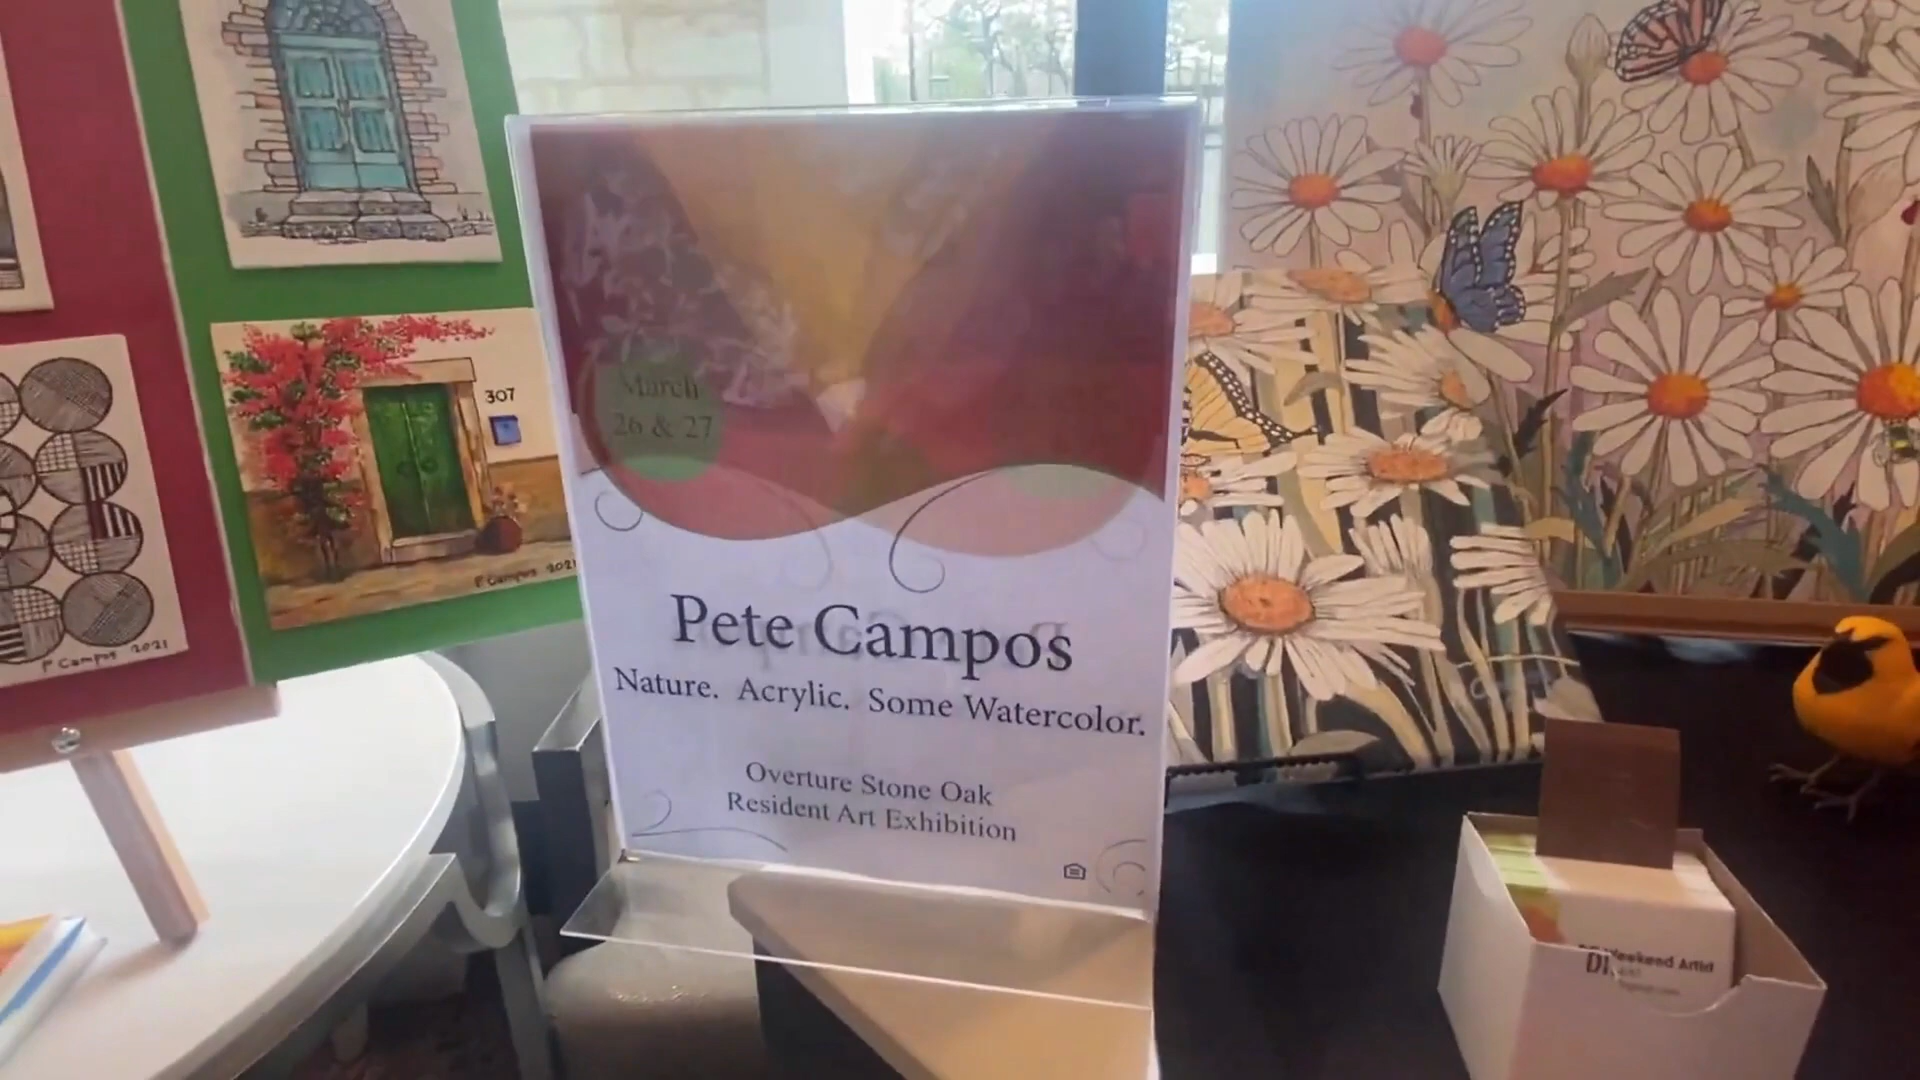 March
26 & 27
Pete Campos
Nature. Acrylic. Some Watercolor.
Overture Stone Oak
Resident Art Exhibition
307
P Campos 2021
P Campos 2021
Weekend Artist